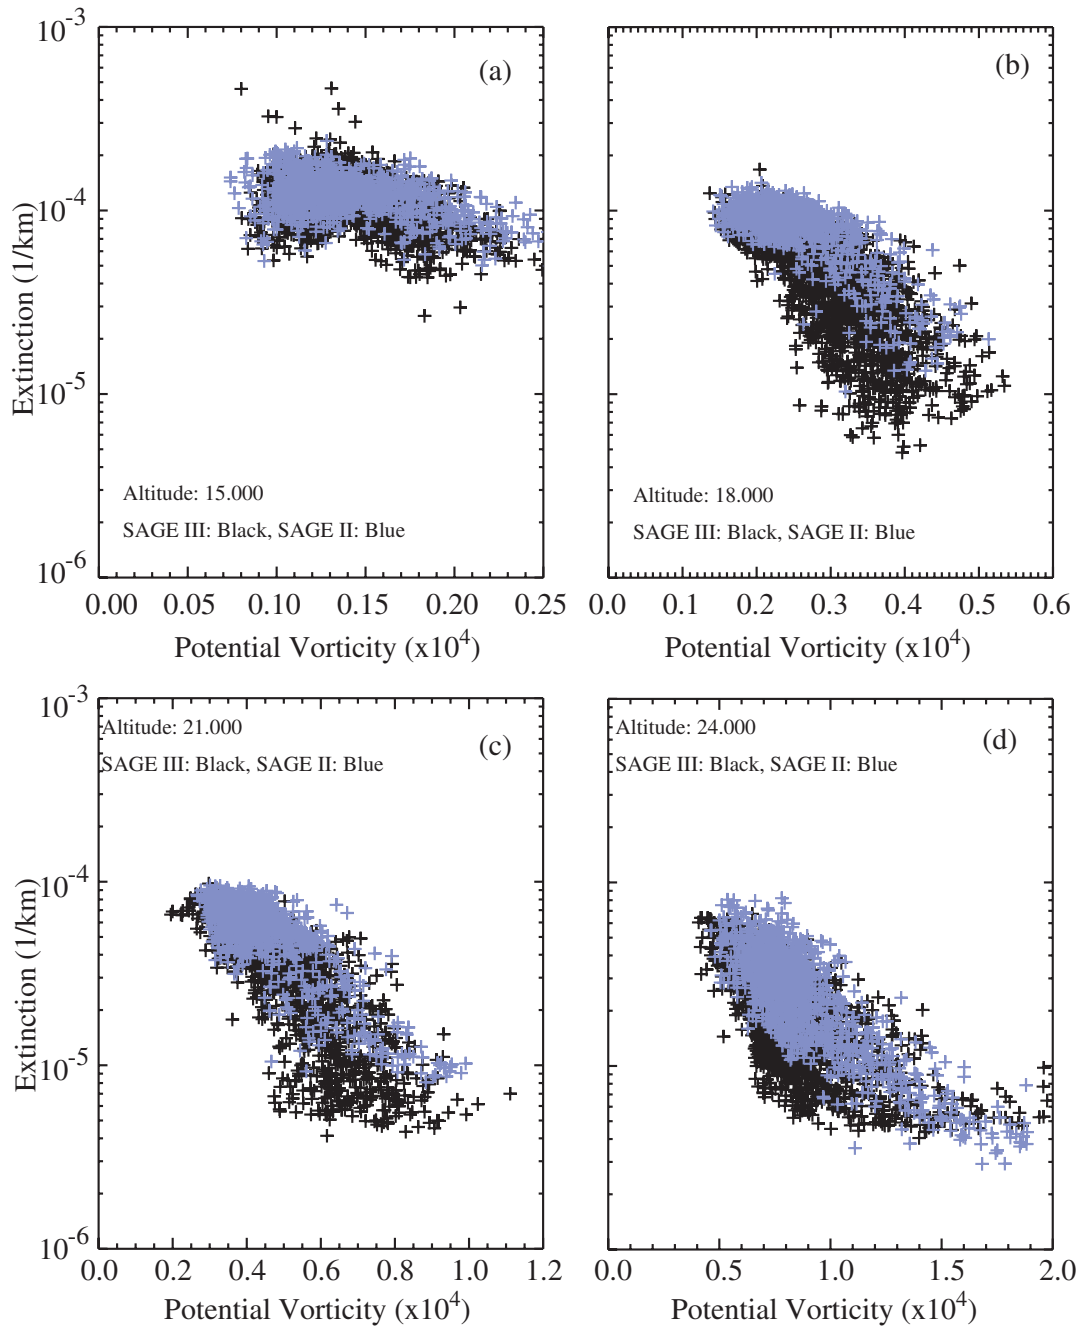 10^-3
(a)
(b)
10^-4
10^-5
Extinction (1/km)
Altitude: 15.000
SAGE III: Black, SAGE II: Blue
Altitude: 18.000
SAGE III: Black, SAGE II: Blue
10^-6
0.00 0.05 0.10 0.15 0.20 0.25
0.0 0.1 0.2 0.3 0.4 0.5 0.6
Potential Vorticity (x10^4)
Potential Vorticity (x10^4)
10^-3
Altitude: 21.000
SAGE III: Black, SAGE II: Blue
(c)
Altitude: 24.000
SAGE III: Black, SAGE II: Blue
(d)
10^-4
10^-5
Extinction (1/km)
10^-6
0.0 0.2 0.4 0.6 0.8 1.0 1.2
0.0 0.5 1.0 1.5 2.0
Potential Vorticity (x10^4)
Potential Vorticity (x10^4)